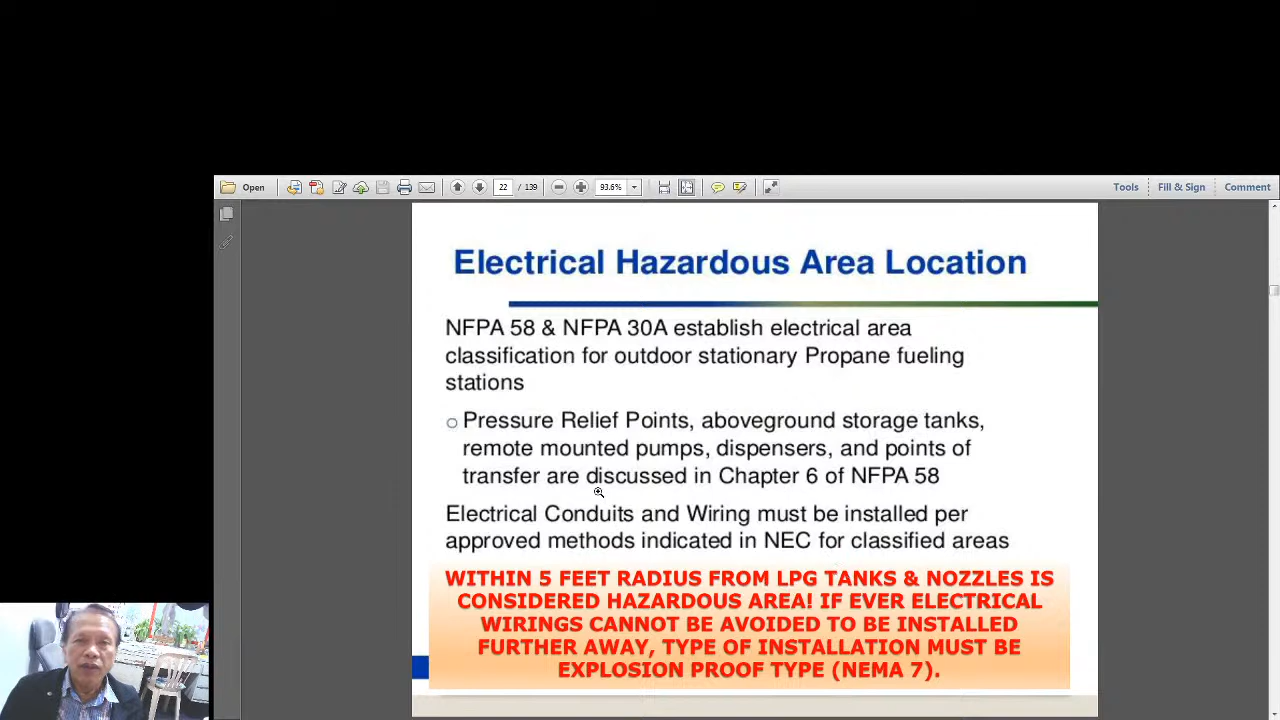 Open 22 / 139 93.6% Tools Fill & Sign Comment
Electrical Hazardous Area Location
NFPA 58 & NFPA 30A establish electrical area
classification for outdoor stationary Propane fueling
stations
o Pressure Relief Points, aboveground storage tanks,
remote mounted pumps, dispensers, and points of
transfer are discussed in Chapter 6 of NFPA 58
Electrical Conduits and Wiring must be installed per
approved methods indicated in NEC for classified areas
WITHIN 5 FEET RADIUS FROM LPG TANKS & NOZZLES IS
CONSIDERED HAZARDOUS AREA! IF EVER ELECTRICAL
WIRINGS CANNOT BE AVOIDED TO BE INSTALLED
FURTHER AWAY, TYPE OF INSTALLATION MUST BE
EXPLOSION PROOF TYPE (NEMA 7).